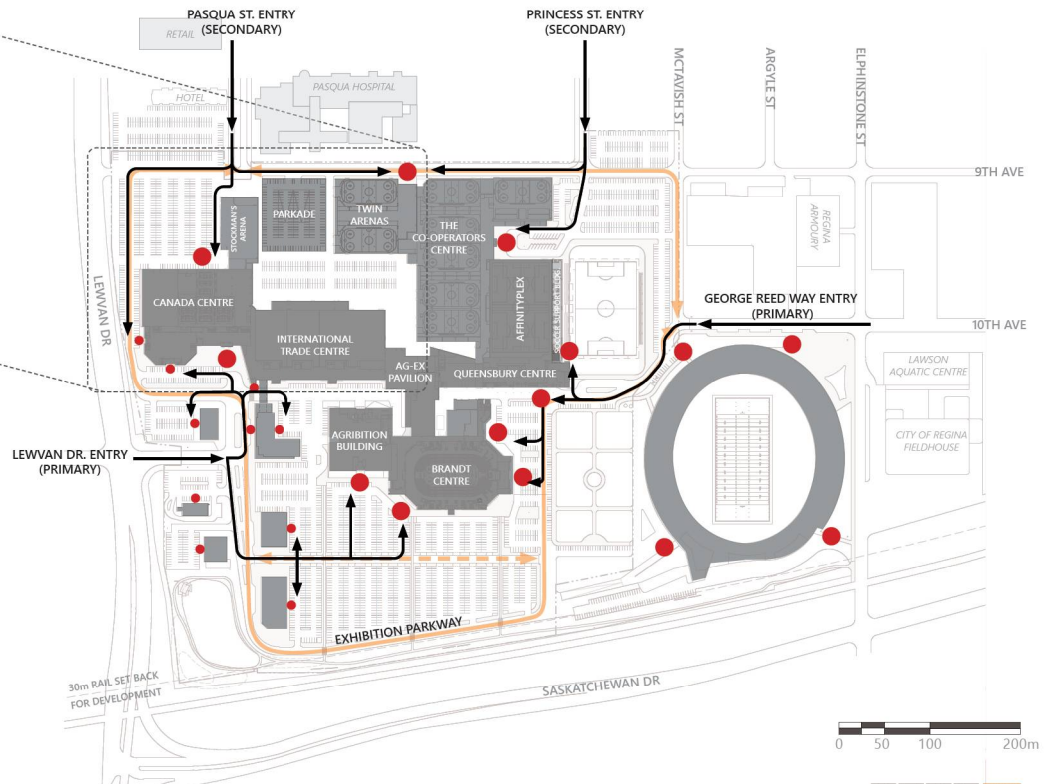 PASQUA ST. ENTRY
(SECONDARY)
PRINCESS ST. ENTRY
(SECONDARY)
RETAIL
HOTEL
PASQUA HOSPITAL
MCTAVISH ST
ARGYLE ST
ELPHINSTONE ST
9TH AVE
STOCKMAN'S
ARENA
PARKADE
TWIN
ARENAS
THE
CO-OPERATORS
CENTRE
REGINA
ARMOURY
LEWVAN DR
CANADA CENTRE
INTERNATIONAL
TRADE CENTRE
AFFINITYPLEX
GEORGE REED WAY ENTRY
(PRIMARY)
10TH AVE
AG-EX
PAVILION
QUEENSBURY CENTRE
LAWSON
AQUATIC CENTRE
CITY OF REGINA
FIELDHOUSE
AGRIBITION
BUILDING
BRANDT
CENTRE
LEWVAN DR. ENTRY
(PRIMARY)
EXHIBITION PARKWAY
30m RAIL SET BACK
FOR DEVELOPMENT
SASKATCHEWAN DR
0 50 100 200m